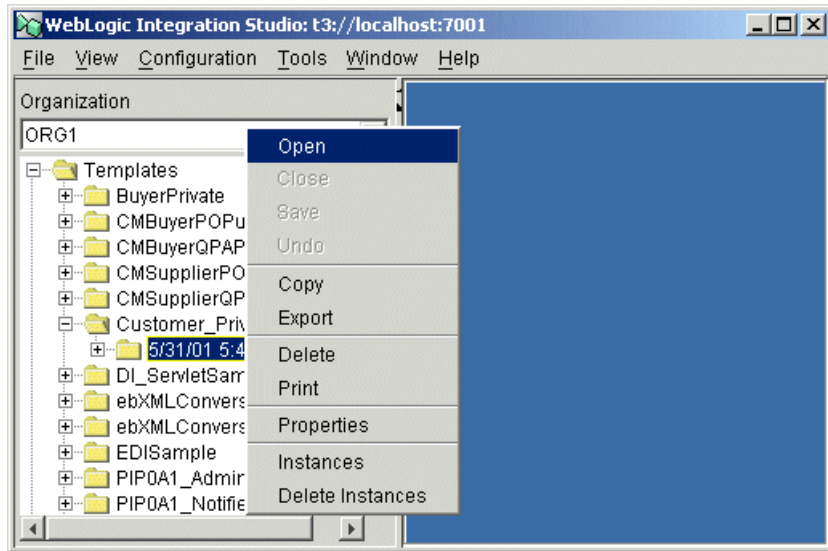 WebLogic Integration Studio: t3://localhost:7001
File View Configuration Tools Window Help
Organization
ORG1
Templates
BuyerPrivate
CMBuyerPOPu
CMBuyerQPAP
CMSupplierPO
CMSupplierQP
Customer_Priv
5/31/01 5:4
DI_ServletSam
ebXMLConvers
ebXMLConvers
EDISample
PIP0A1_Admin
PIP0A1_Notifie
Open
Close
Save
Undo
Copy
Export
Delete
Print
Properties
Instances
Delete Instances